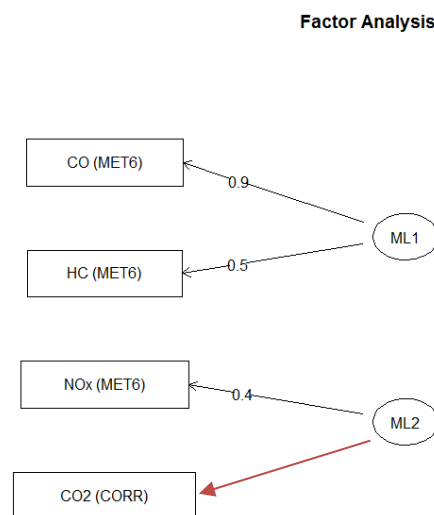 Factor Analysis
CO (MET6)
0.9
ML1
HC (MET6)
0.5
NOx (MET6)
0.4
ML2
CO2 (CORR)